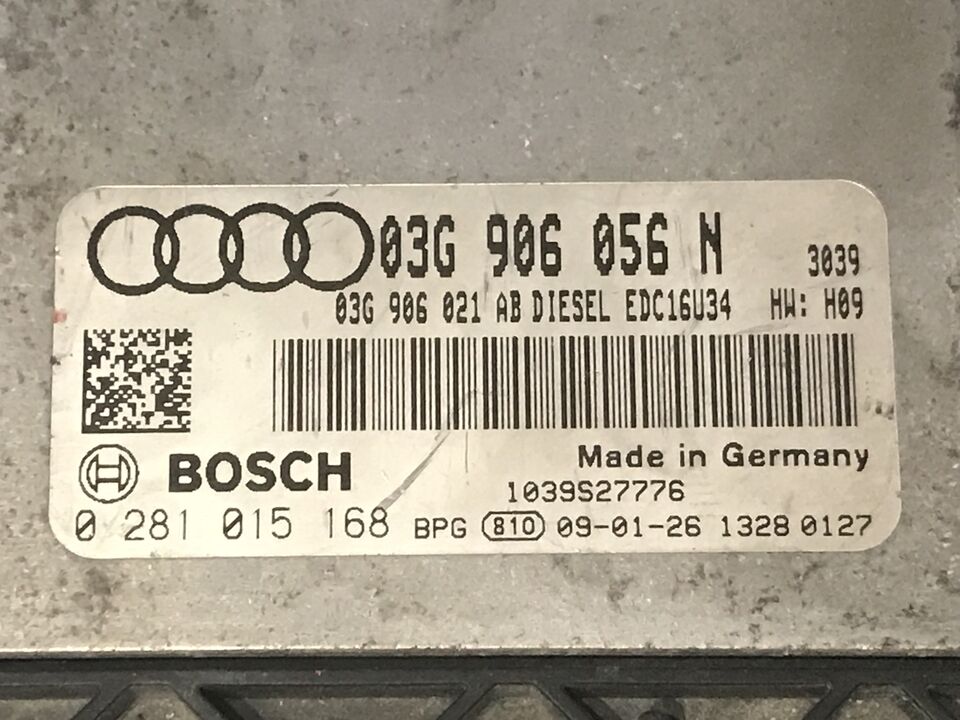 03G 906 056 N 3039
03G 906 021 AB DIESEL EDC16U34 HW: H09
BOSCH Made in Germany
1039S27776
0 281 015 168 BPG 810 09-01-26 1328 0127